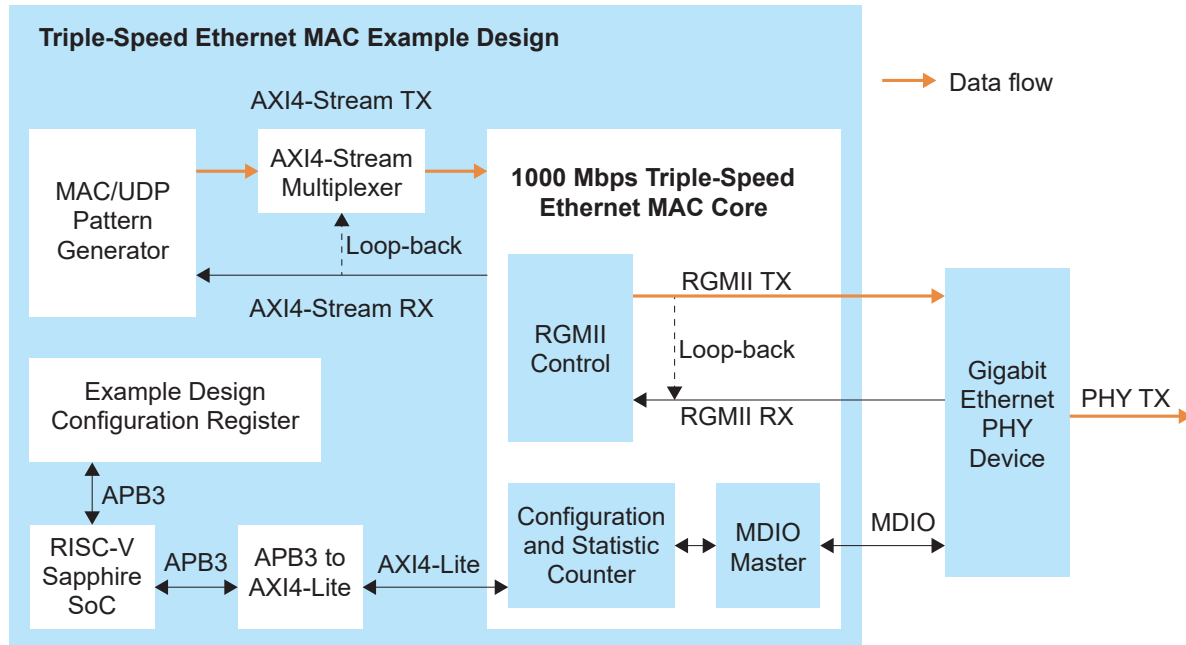 Triple-Speed Ethernet MAC Example Design
Data flow
AXI4-Stream TX
MAC/UDP
Pattern
Generator
AXI4-Stream
Multiplexer
Loop-back
AXI4-Stream RX
1000 Mbps Triple-Speed
Ethernet MAC Core
RGMII
Control
RGMII TX
Loop-back
RGMII RX
Gigabit
Ethernet
PHY
Device
PHY TX
Example Design
Configuration Register
APB3
RISC-V
Sapphire
SoC
APB3
APB3 to
AXI4-Lite
AXI4-Lite
Configuration
and Statistic
Counter
MDIO
Master
MDIO